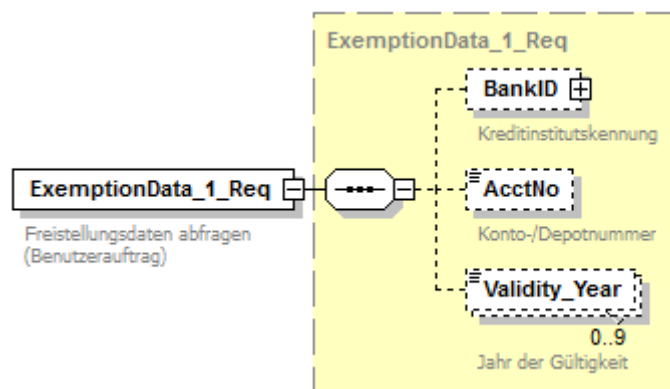 ExemptionData_1_Req
BankID
Kreditinstitutskennung
ExemptionData_1_Req
Freistellungsdaten abfragen
(Benutzerauftrag)
AcctNo
Konto-/Depotnummer
Validity_Year
0..9
Jahr der Gültigkeit